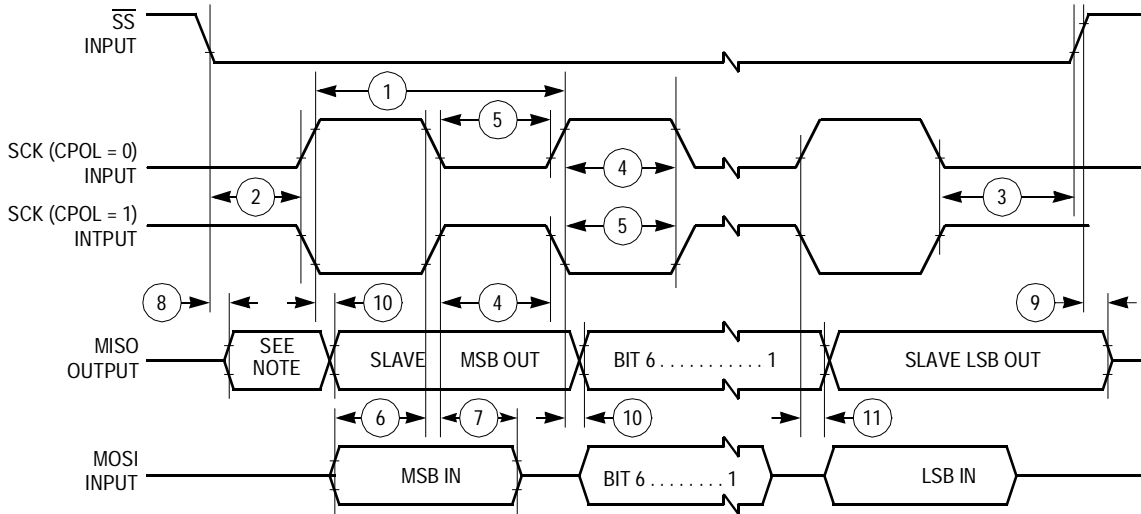 SS
INPUT
1
5
SCK (CPOL = 0)
INPUT
4
2
3
SCK (CPOL = 1)
INTPUT
5
8
10
4
9
MISO
OUTPUT
SEE
NOTE
SLAVE
MSB OUT
BIT 6 . . . . . . . . . . . 1
SLAVE LSB OUT
6
7
10
11
MOSI
INPUT
MSB IN
BIT 6 . . . . . . . . 1
LSB IN